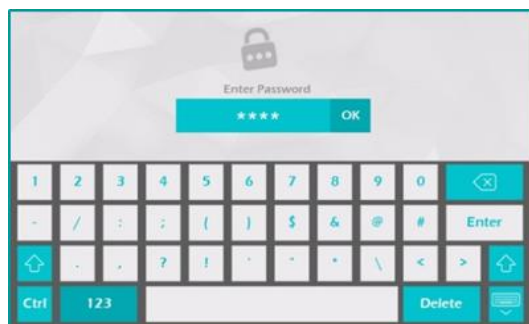 Enter Password
**** OK
1 2 3 4 5 6 7 8 9 0
- / : ; ( ) $ & @ # Enter
. , ? ! \ < >
Ctrl 123 Delete